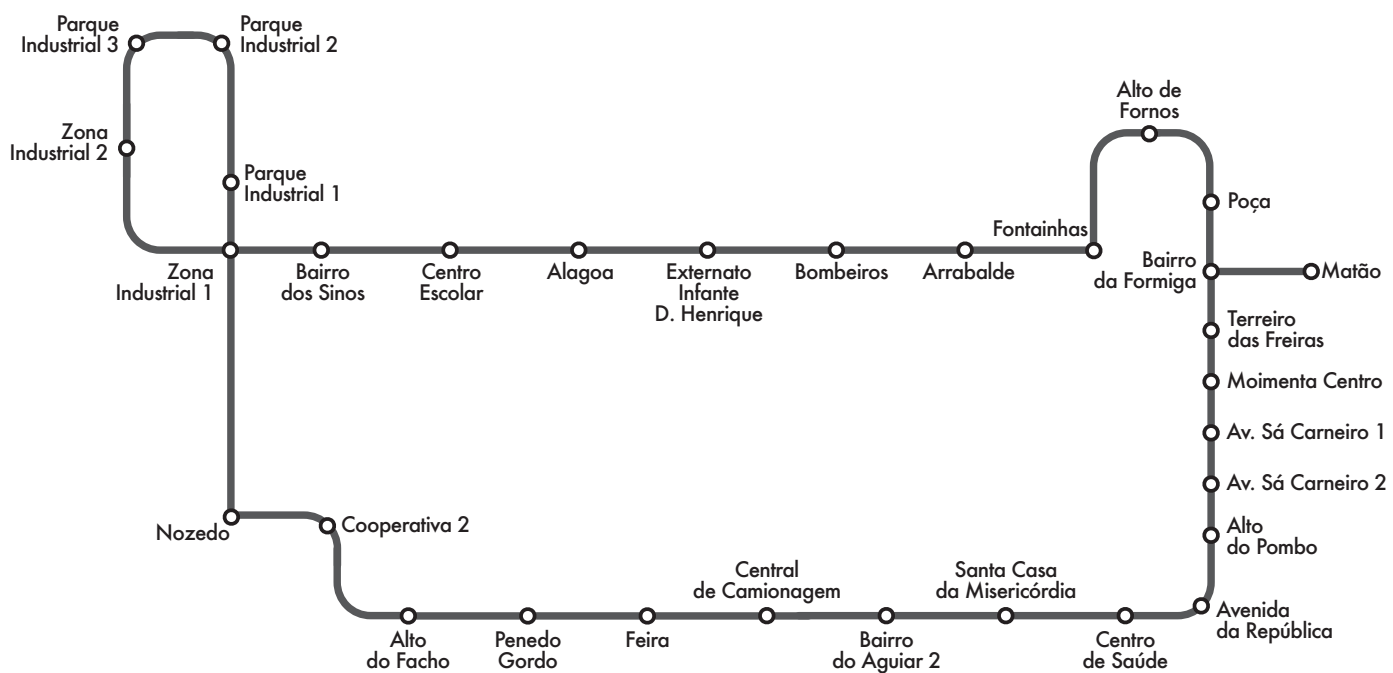 Parque
Industrial 3
Parque
Industrial 2
Zona
Industrial 2
Parque
Industrial 1
Zona
Industrial 1
Bairro
dos Sinos
Centro
Escolar
Alagoa
Externato
Infante
D. Henrique
Bombeiros
Arrabalde
Fontainhas
Alto de
Fornos
Poça
Bairro
da Formiga
Matão
Terreiro
das Freiras
Moimenta Centro
Av. Sá Carneiro 1
Av. Sá Carneiro 2
Alto
do Pombo
Avenida
da República
Centro
de Saúde
Santa Casa
da Misericórdia
Bairro
do Aguiar 2
Central
de Camionagem
Feira
Penedo
Gordo
Alto
do Facho
Cooperativa 2
Nozedo